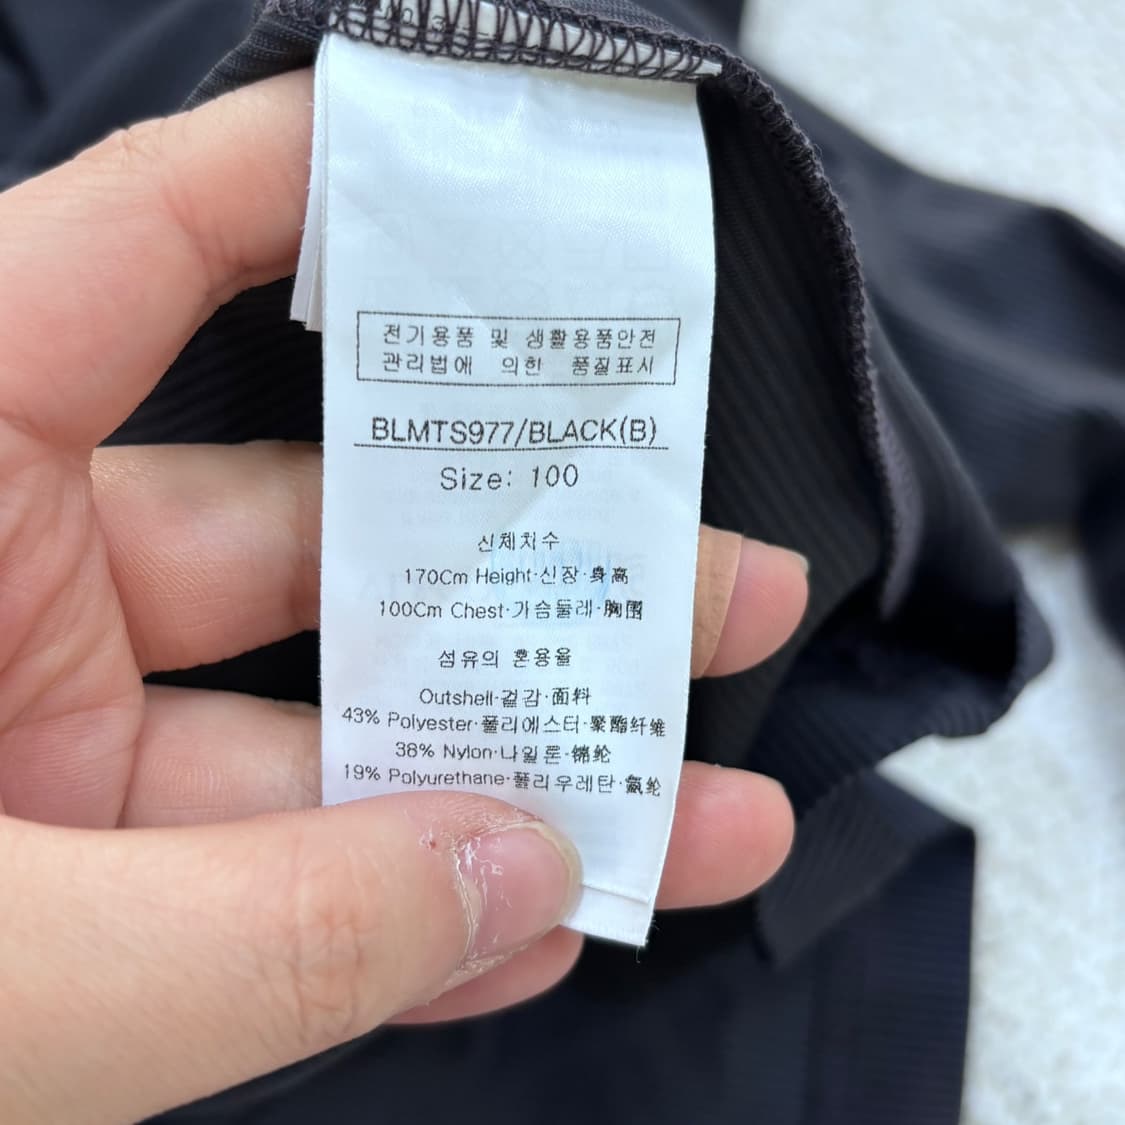 전기용품 및 생활용품안전
관리법에 의한 품질표시
BLMTS977/BLACK(B)
Size: 100
신체치수
170Cm Height·신장·身高
100Cm Chest·가슴둘레·胸围
섬유의 혼용율
Outshell·겉감·面料
43% Polyester·폴리에스터·聚酯纤维
38% Nylon·나일론·锦纶
19% Polyurethane·폴리우레탄·氨纶